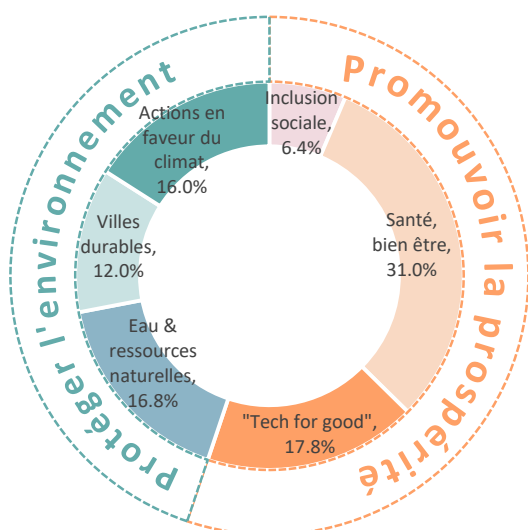 Protéger l'environnement
Promouvoir la prospérité
Inclusion
sociale,
6.4%
Santé,
bien être,
31.0%
"Tech for good",
17.8%
Eau &
ressources
naturelles,
16.8%
Villes
durables,
12.0%
Actions en
faveur du
climat,
16.0%